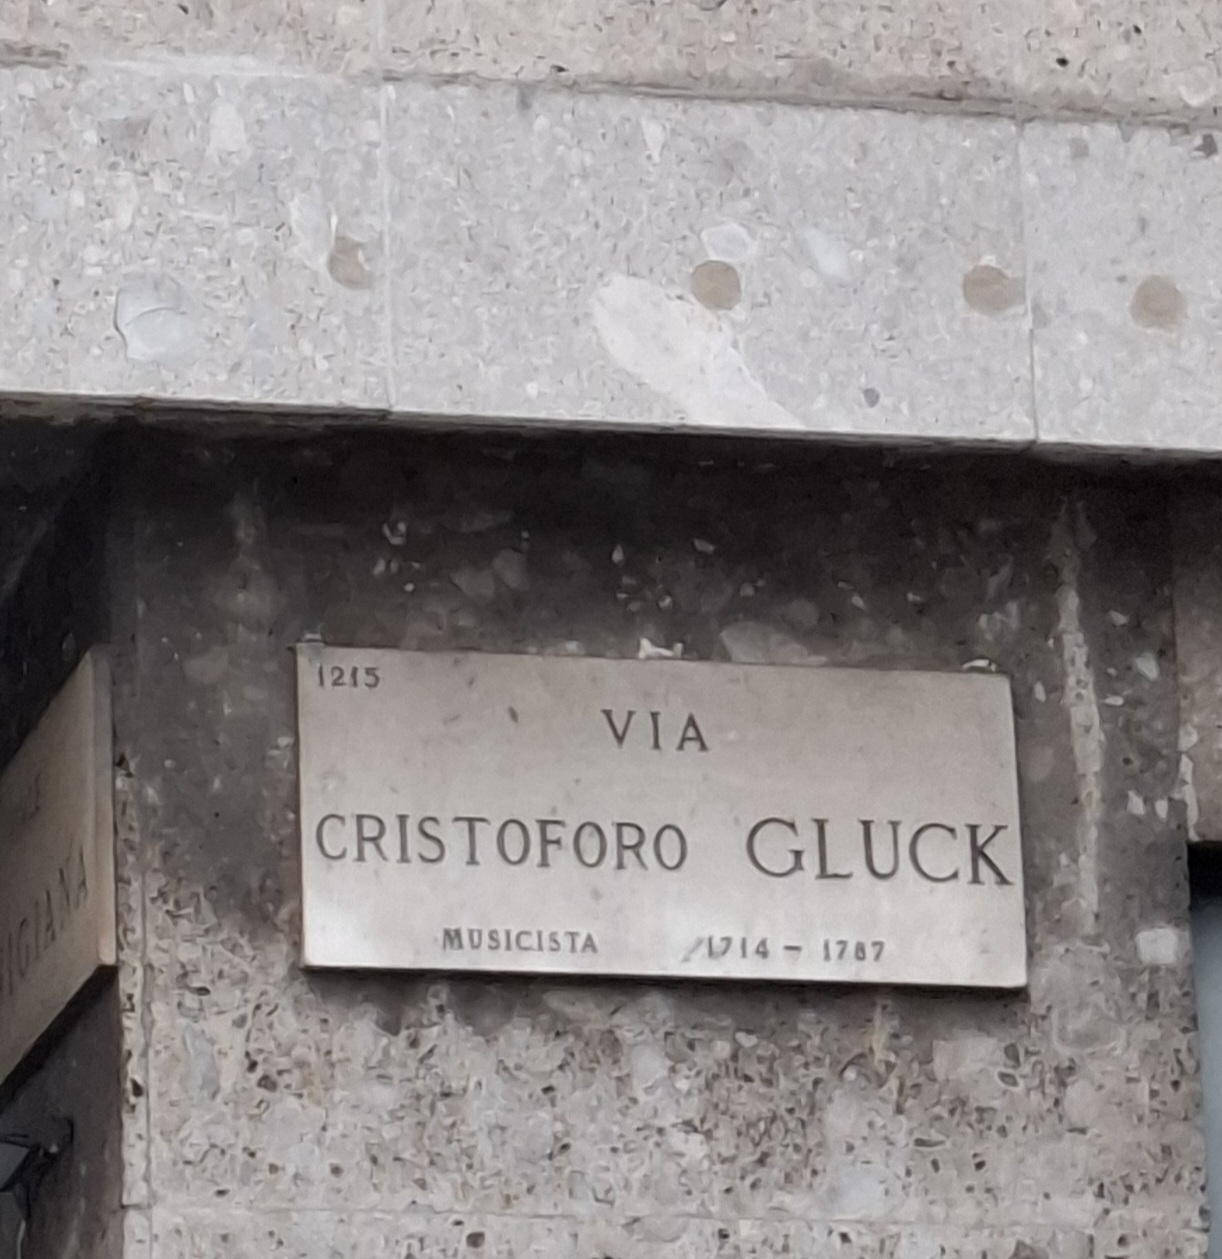 1215
VIA
CRISTOFORO GLUCK
MUSICISTA 1714 - 1787